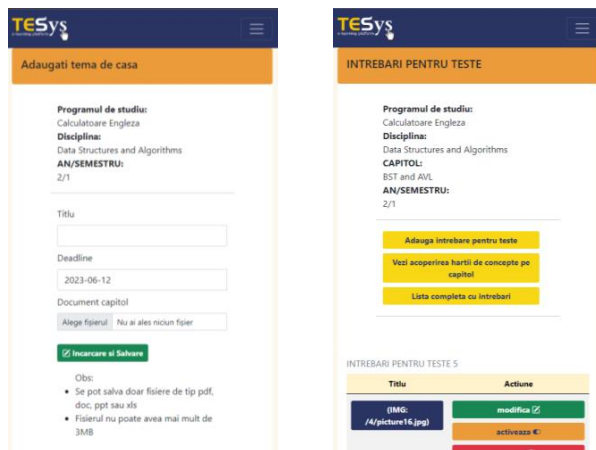 TESys
e-learning platform
Adaugati tema de casa
Programul de studiu:
Calculatoare Engleza
Disciplina:
Data Structures and Algorithms
AN/SEMESTRU:
2/1
Titlu
Deadline
2023-06-12
Document capitol
Alege fișierul Nu ai ales niciun fișier
Incarcare si Salvare
Obs:
Se pot salva doar fisiere de tip pdf,
doc, ppt sau xls
Fisierul nu poate avea mai mult de
3MB
TESys
e-learning platform
INTREBARI PENTRU TESTE
Programul de studiu:
Calculatoare Engleza
Disciplina:
Data Structures and Algorithms
CAPITOL:
BST and AVL
AN/SEMESTRU:
2/1
Adauga intrebare pentru teste
Vezi acoperirea hartii de concepte pe
capitol
Lista completa cu intrebari
INTREBARI PENTRU TESTE 5
Titlu Actiune
(IMG:
/4/picture16.jpg)
modifica
activeaza